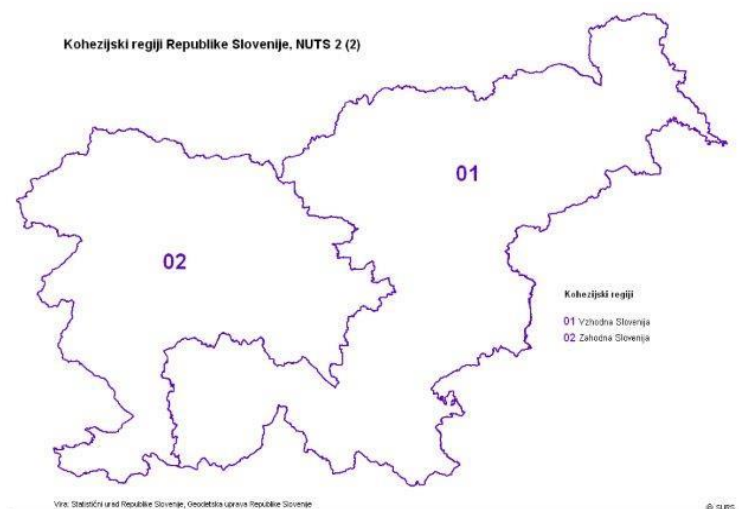 Kohezijski regiji Republike Slovenije, NUTS 2 (2)
01
02
Kohezijski regiji
01 Vzhodna Slovenija
02 Zahodna Slovenija
Vira: Statistični urad Republike Slovenije, Geodetska uprava Republike Slovenije
© SURS